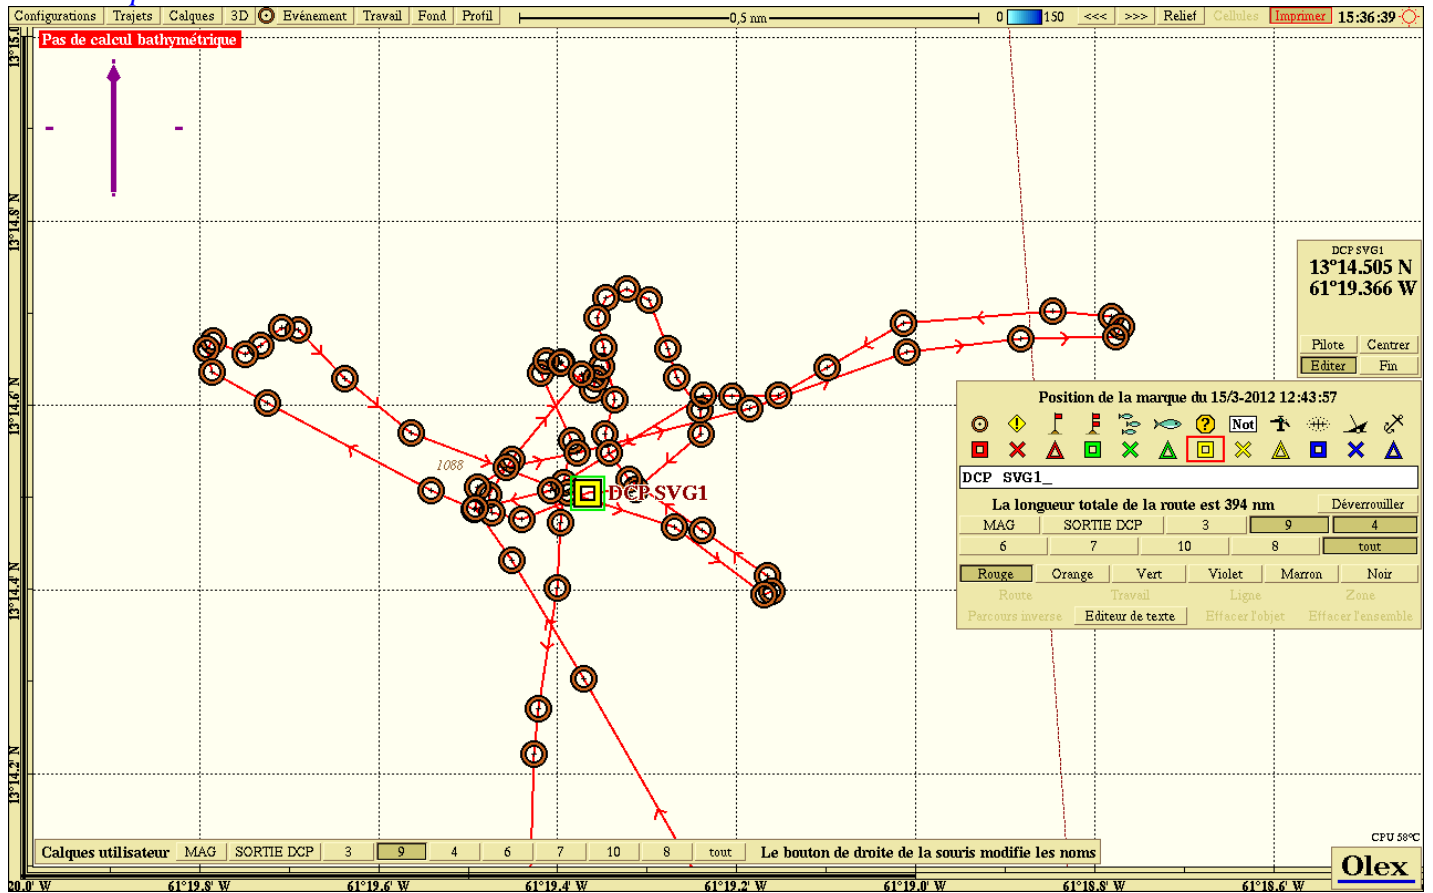 Configurations Trajets Calques 3D Evénement Travail Fond Profil 0,5 nm 0 150 <<< >>> Relief Cellules Imprimer 15:36:39
Pas de calcul bathymétrique
13°15.0'
13°14.8' N
13°14.6' N
13°14.4' N
13°14.2' N
1088
DCP SVG1
DCP SVG1
13°14.505 N
61°19.366 W
Pilote Centrer
Editer Fin
Position de la marque du 15/3-2012 12:43:57
Not
DCP SVG1_
La longueur totale de la route est 394 nm Déverrouiller
MAG SORTIE DCP 3 9 4
6 7 10 8 tout
Rouge Orange Vert Violet Marron Noir
Route Travail Ligne Zone
Parcours inverse Editeur de texte Effacer l'objet Effacer l'ensemble
CPU 58°C
Calques utilisateur MAG SORTIE DCP 3 9 4 6 7 10 8 tout Le bouton de droite de la souris modifie les noms
Olex
20.0' W 61°19.8' W 61°19.6' W 61°19.4' W 61°19.2' W 61°19.0' W 61°18.8' W 61°18.6' W